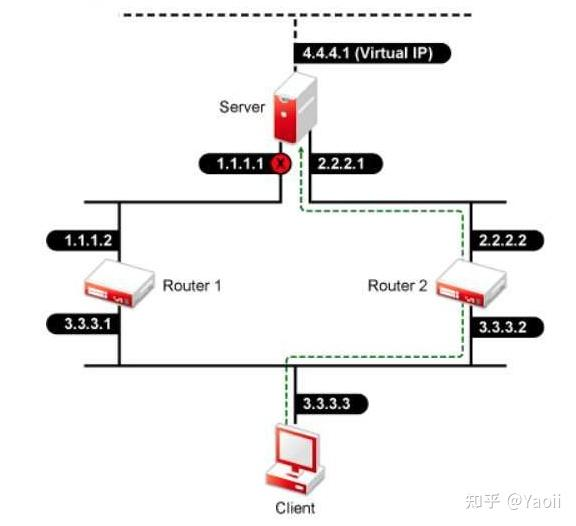 4.4.4.1 (Virtual IP)
Server
1.1.1.1
X
2.2.2.1
1.1.1.2
2.2.2.2
Router 1
Router 2
3.3.3.1
3.3.3.2
3.3.3.3
Client
知乎 @Yaoii